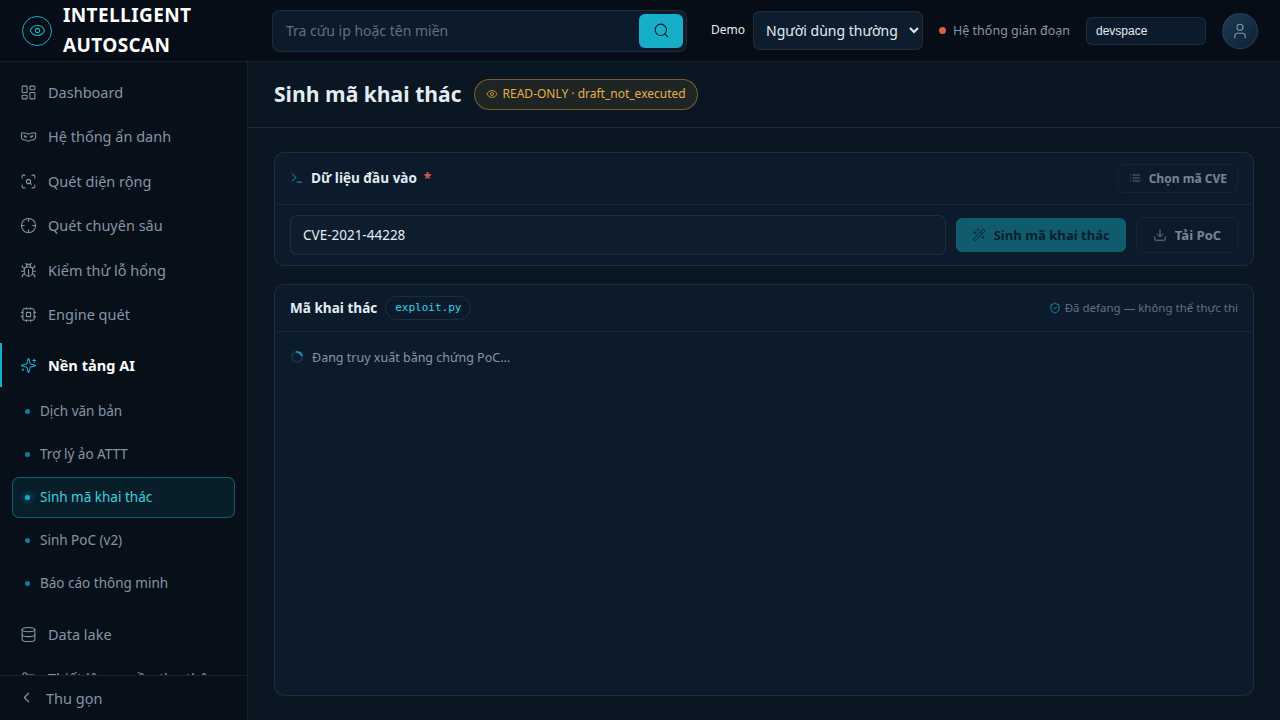 INTELLIGENT
AUTOSCAN
Tra cứu ip hoặc tên miền
Demo
Người dùng thường
Hệ thống gián đoạn
devspace
Dashboard
Hệ thống ẩn danh
Quét diện rộng
Quét chuyên sâu
Kiểm thử lỗ hổng
Engine quét
Nền tảng AI
Dịch văn bản
Trợ lý ảo ATTT
Sinh mã khai thác
Sinh PoC (v2)
Báo cáo thông minh
Data lake
Thu gọn
Sinh mã khai thác
READ-ONLY · draft_not_executed
Dữ liệu đầu vào *
Chọn mã CVE
CVE-2021-44228
Sinh mã khai thác
Tải PoC
Mã khai thác
exploit.py
Đã defang — không thể thực thi
Đang truy xuất bằng chứng PoC...